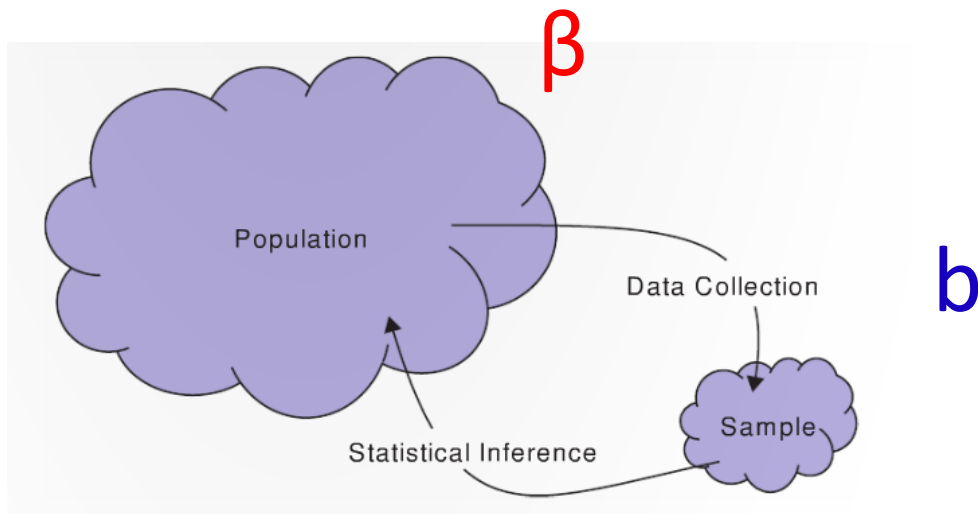 β
Population
Data Collection
b
Sample
Statistical Inference